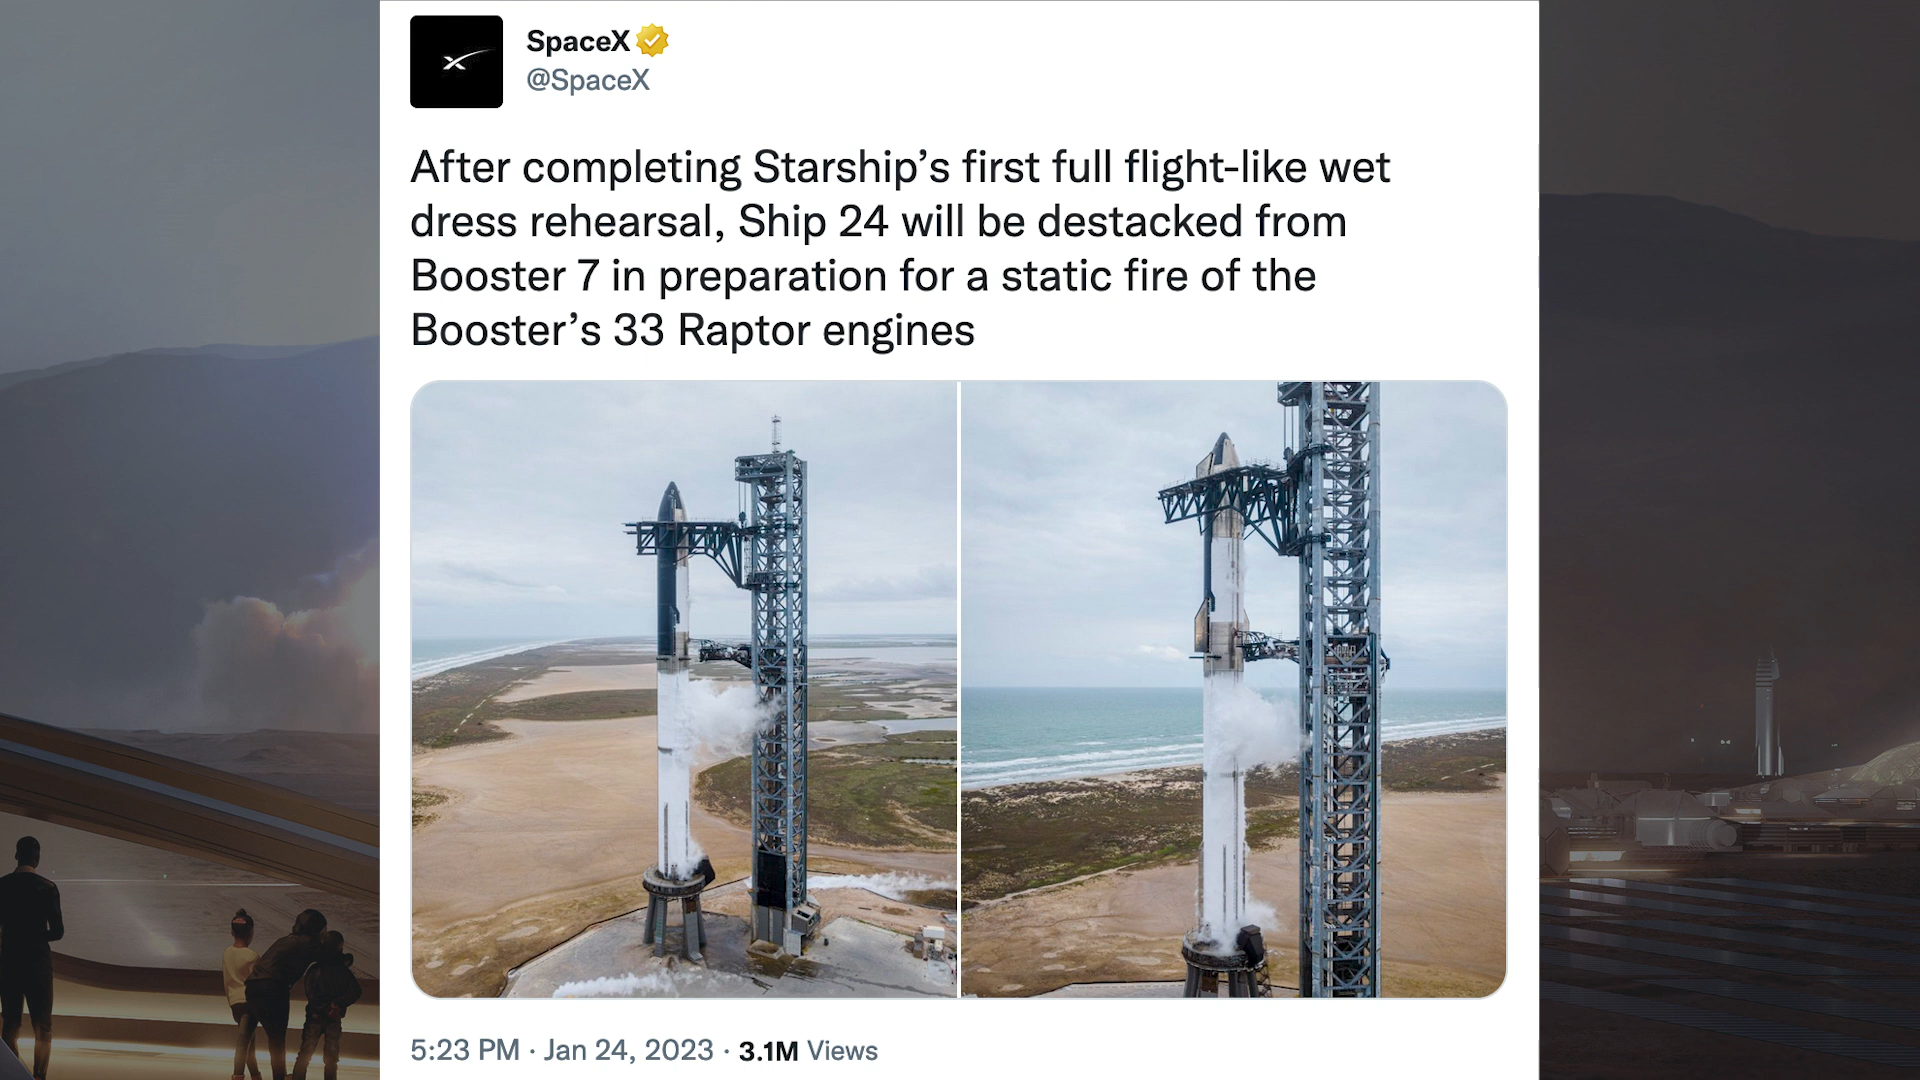 SpaceX
@SpaceX
After completing Starship’s first full flight-like wet
dress rehearsal, Ship 24 will be destacked from
Booster 7 in preparation for a static fire of the
Booster’s 33 Raptor engines
5:23 PM · Jan 24, 2023 · 3.1M Views